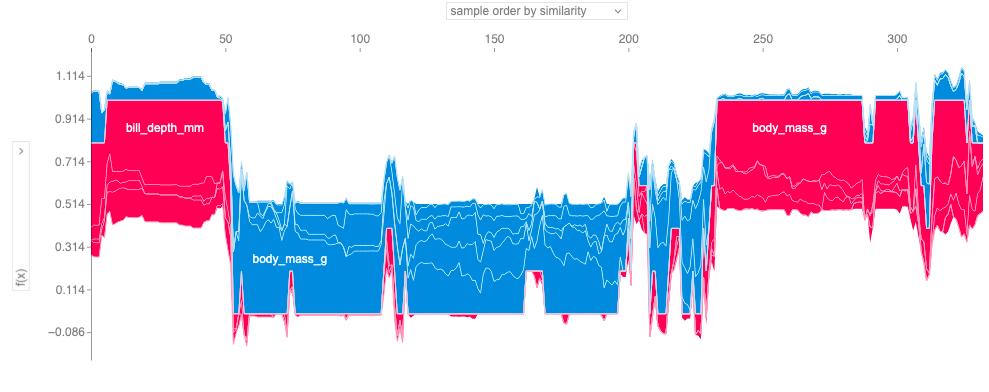 sample order by similarity
0 50 100 150 200 250 300
1.114
0.914
bill_depth_mm
body_mass_g
0.714
0.514
0.314
body_mass_g
0.114
-0.086
f(x)